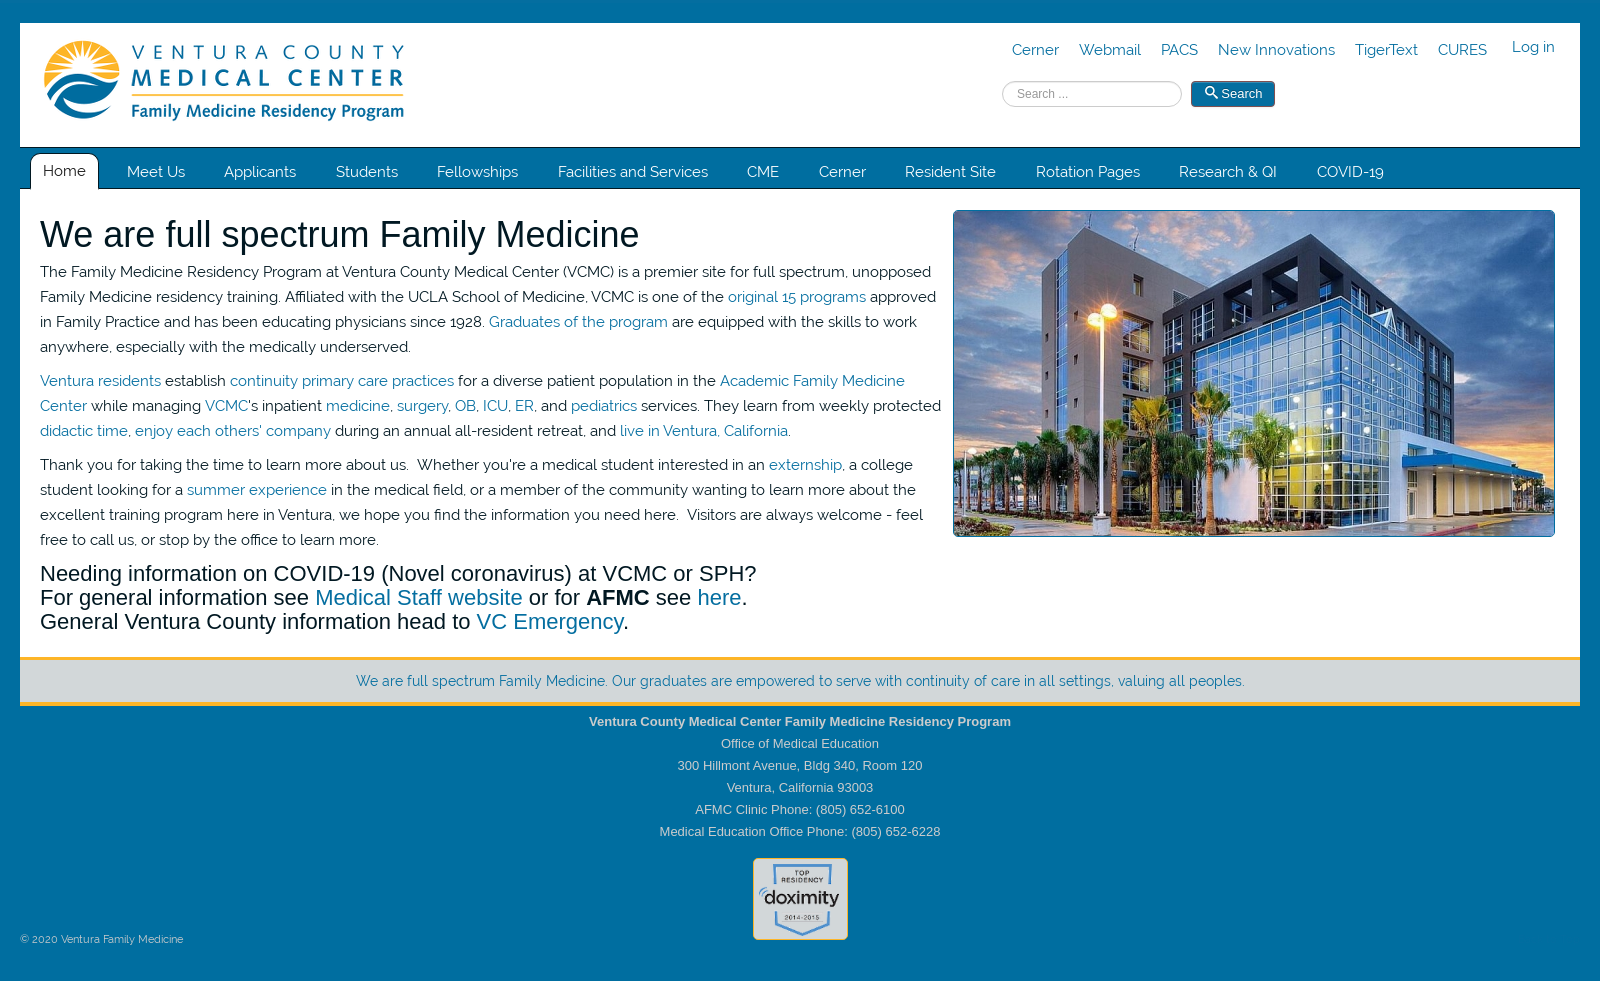 VENTURA COUNTY
MEDICAL CENTER
Family Medicine Residency Program
Cerner Webmail PACS New Innovations TigerText CURES Log in
Search ... Search
Home Meet Us Applicants Students Fellowships Facilities and Services CME Cerner Resident Site Rotation Pages Research & QI COVID-19
We are full spectrum Family Medicine
The Family Medicine Residency Program at Ventura County Medical Center (VCMC) is a premier site for full spectrum, unopposed
Family Medicine residency training. Affiliated with the UCLA School of Medicine, VCMC is one of the original 15 programs approved
in Family Practice and has been educating physicians since 1928. Graduates of the program are equipped with the skills to work
anywhere, especially with the medically underserved.
Ventura residents establish continuity primary care practices for a diverse patient population in the Academic Family Medicine
Center while managing VCMC's inpatient medicine, surgery, OB, ICU, ER, and pediatrics services. They learn from weekly protected
didactic time, enjoy each others' company during an annual all-resident retreat, and live in Ventura, California.
Thank you for taking the time to learn more about us.  Whether you're a medical student interested in an externship, a college
student looking for a summer experience in the medical field, or a member of the community wanting to learn more about the
excellent training program here in Ventura, we hope you find the information you need here.  Visitors are always welcome - feel
free to call us, or stop by the office to learn more.
Needing information on COVID-19 (Novel coronavirus) at VCMC or SPH?
For general information see Medical Staff website or for AFMC see here.
General Ventura County information head to VC Emergency.
We are full spectrum Family Medicine. Our graduates are empowered to serve with continuity of care in all settings, valuing all peoples.
Ventura County Medical Center Family Medicine Residency Program
Office of Medical Education
300 Hillmont Avenue, Bldg 340, Room 120
Ventura, California 93003
AFMC Clinic Phone: (805) 652-6100
Medical Education Office Phone: (805) 652-6228
TOP
RESIDENCY
doximity
2014-2015
© 2020 Ventura Family Medicine